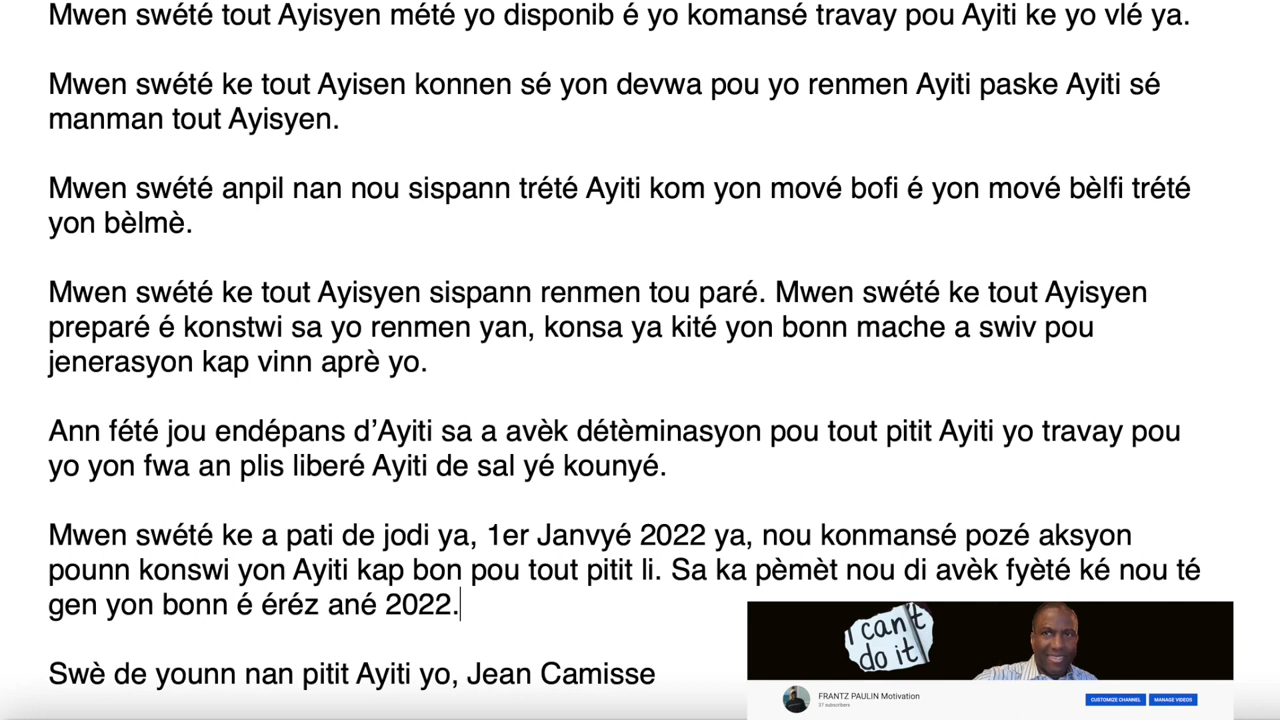 Mwen swété tout Ayisyen mété yo disponib é yo komansé travay pou Ayiti ke yo vlé ya.
Mwen swété ke tout Ayisen konnen sé yon devwa pou yo renmen Ayiti paske Ayiti sé
manman tout Ayisyen.
Mwen swété anpil nan nou sispann trété Ayiti kom yon mové bofi é yon mové bèlfi trété
yon bèlmè.
Mwen swété ke tout Ayisyen sispann renmen tou paré. Mwen swété ke tout Ayisyen
preparé é konstwi sa yo renmen yan, konsa ya kité yon bonn mache a swiv pou
jenerasyon kap vinn aprè yo.
Ann fété jou endépans d’Ayiti sa a avèk détèminasyon pou tout pitit Ayiti yo travay pou
yo yon fwa an plis liberé Ayiti de sal yé kounyé.
Mwen swété ke a pati de jodi ya, 1er Janvyé 2022 ya, nou konmansé pozé aksyon
pounn konswi yon Ayiti kap bon pou tout pitit li. Sa ka pèmèt nou di avèk fyèté ké nou té
gen yon bonn é éréz ané 2022.
Swè de younn nan pitit Ayiti yo, Jean Camisse
I can't
do it
FRANTZ PAULIN Motivation
37 subscribers
CUSTOMIZE CHANNEL
MANAGE VIDEOS